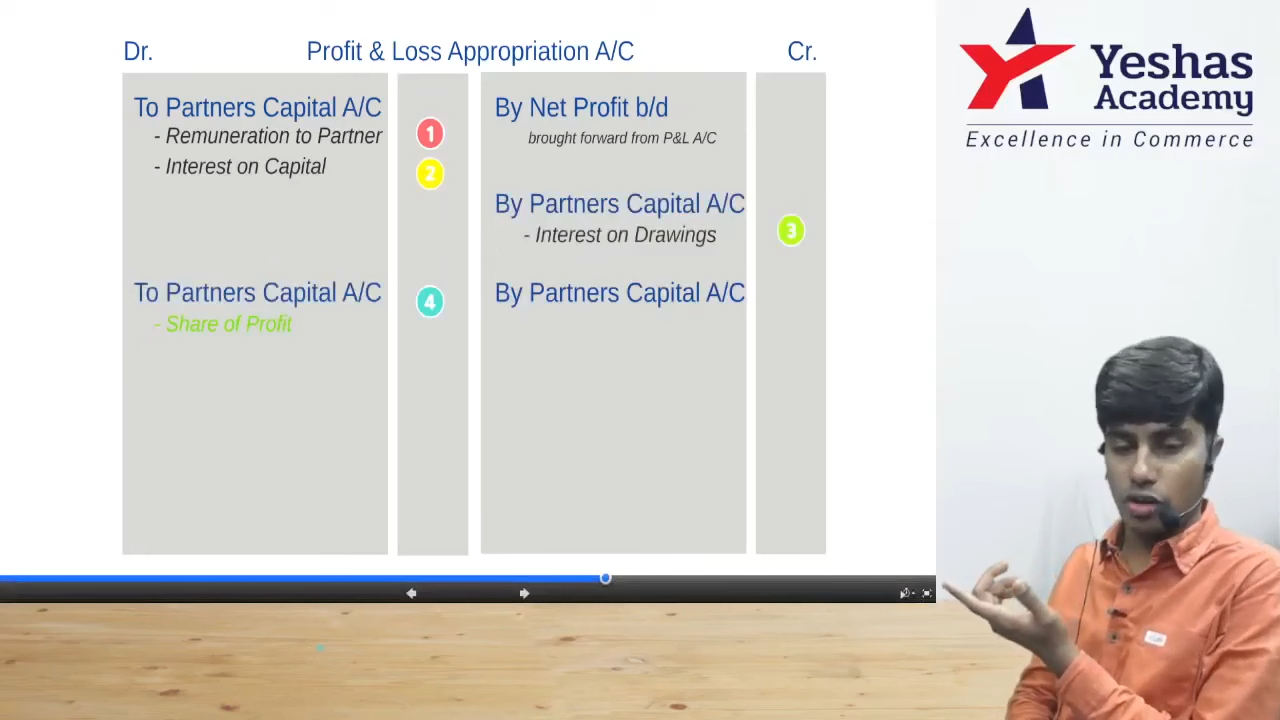 Dr.
Profit & Loss Appropriation A/C
Cr.
To Partners Capital A/C
- Remuneration to Partner
- Interest on Capital
1
2
By Net Profit b/d
brought forward from P&L A/C
By Partners Capital A/C
- Interest on Drawings
3
To Partners Capital A/C
- Share of Profit
4
By Partners Capital A/C
Yeshas
Academy
Excellence in Commerce